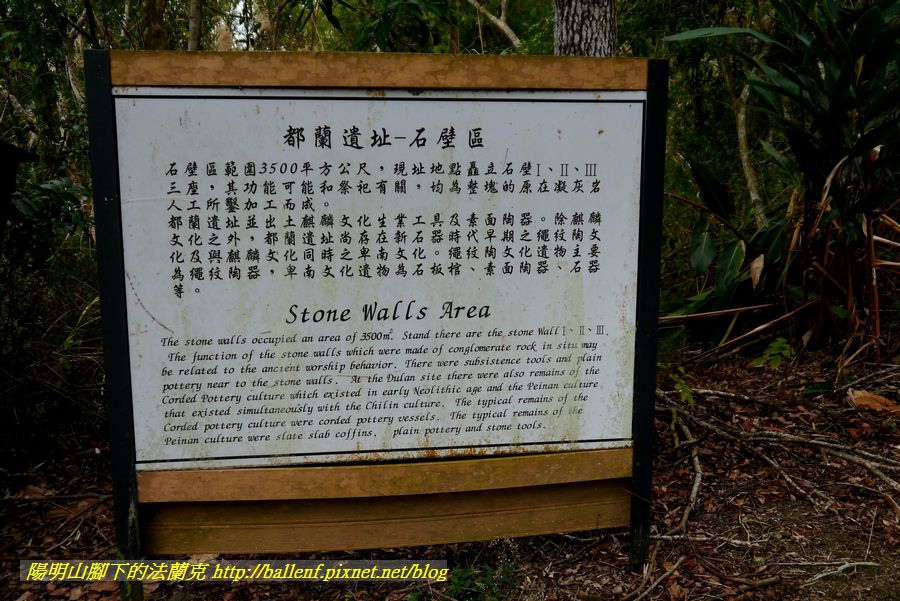 都蘭遺址-石壁區
石壁區範圍3500平方公尺，現址地點矗立石壁Ⅰ、Ⅱ、Ⅲ
三座，其功能可能和祭祀有關，均為整塊的原在凝灰岩
人工所鑿加工而成。
都蘭遺址並出土麒麟文化生業工具及素面陶器。除麒麟
文化之外，都蘭遺址尚存在新石器時代早期之繩紋陶文
化及與麒麟文化同時之卑南文化。繩紋陶文化遺物主要
為繩紋陶器，卑南文化遺物為石板棺、素面陶器、石器
等。
Stone Walls Area
The stone walls occupied an area of 3500㎡. Stand there are the stone Wall Ⅰ、Ⅱ、Ⅲ.
The function of the stone walls which were made of conglomerate rock in situ may
be related to the ancient worship behavior. There were subsistence tools and plain
pottery near to the stone walls. At the Dulan site there were also remains of the
Corded Pottery culture which existed in early Neolithic age and the Peinan culture
that existed simultaneously with the Chilin culture. The typical remains of the
Corded pottery culture were corded pottery vessels. The typical remains of the
Peinan culture were slate slab coffins, plain pottery and stone tools.
陽明山腳下的法蘭克 http://ballenf.pixnet.net/blog